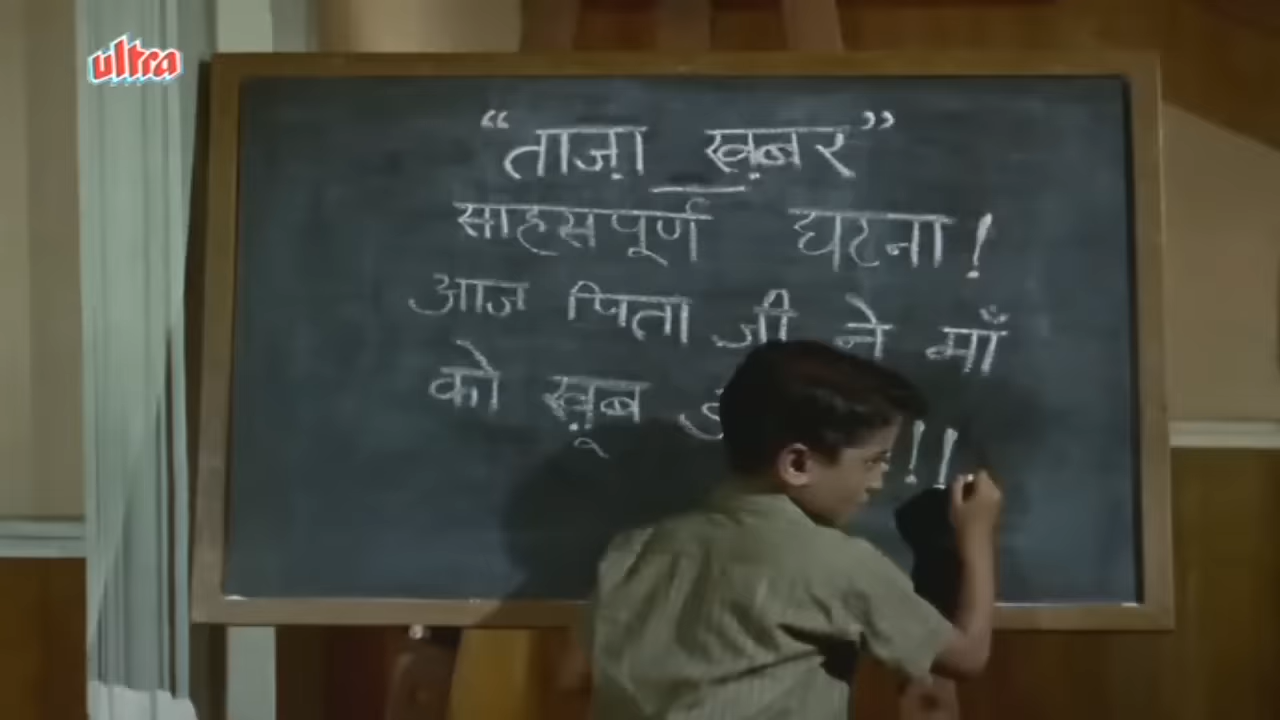 ultra
“ताज़ा ख़बर”
साहसपूर्ण घटना!
आज पिता जी ने माँ
को ख़ूब !!